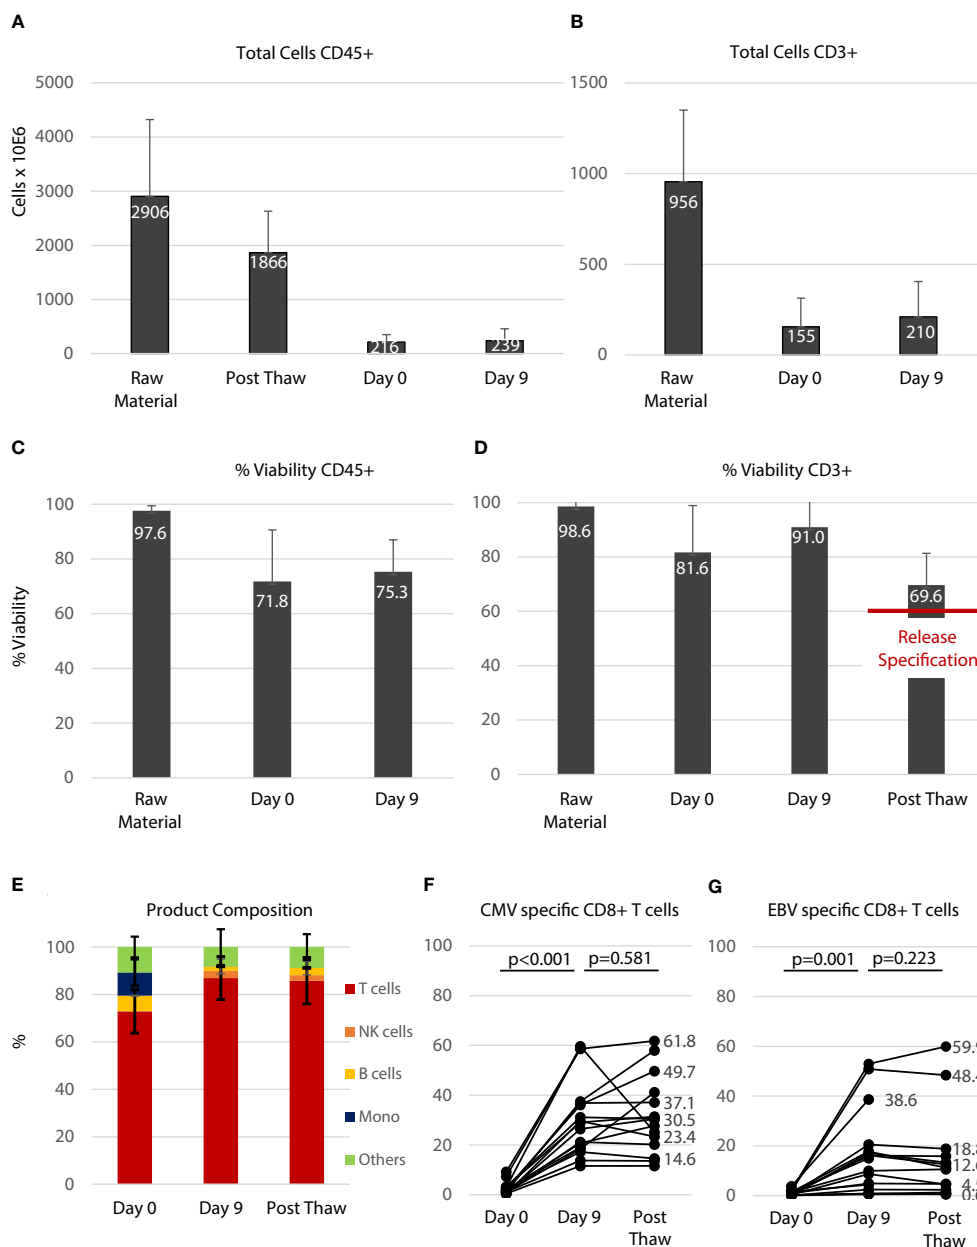 A
Total Cells CD45+
5000
4000
3000
2000
1000
0
Cells x 10E6
2906
1866
216
239
Raw Material
Post Thaw
Day 0
Day 9
B
Total Cells CD3+
1500
1000
500
0
956
155
210
Raw Material
Day 0
Day 9
C
% Viability CD45+
100
80
60
40
20
0
% Viability
97.6
71.8
75.3
Raw Material
Day 0
Day 9
D
% Viability CD3+
100
80
60
40
20
0
98.6
81.6
91.0
69.6
Release
Specification
Raw Material
Day 0
Day 9
Post Thaw
E
Product Composition
100
80
60
40
20
0
%
T cells
NK cells
B cells
Mono
Others
Day 0
Day 9
Post Thaw
F
CMV specific CD8+ T cells
100
80
60
40
20
0
p<0.001
p=0.581
61.8
49.7
37.1
30.5
23.4
14.6
Day 0
Day 9
Post
Thaw
G
EBV specific CD8+ T cells
100
80
60
40
20
0
p=0.001
p=0.223
38.6
59.9
48.4
18.8
12.6
Day 0
Day 9
Post
Thaw